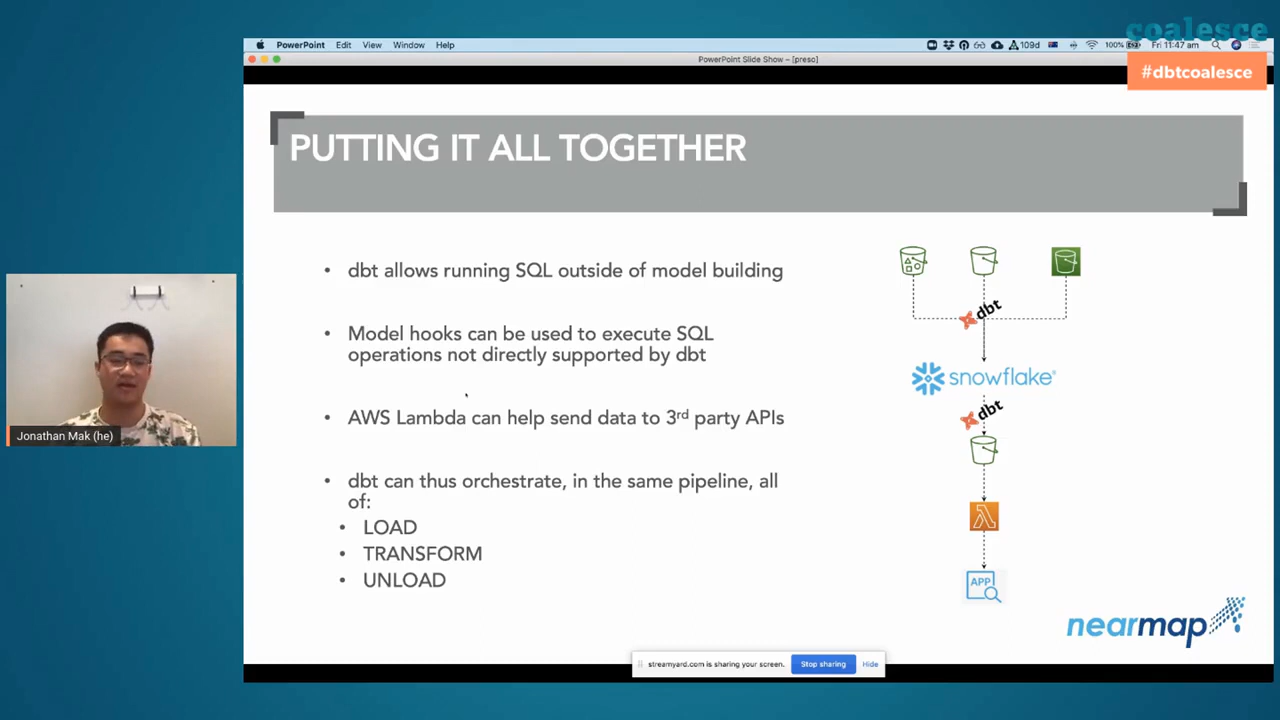 coalesce
#dbtcoalesce
PowerPoint Edit View Window Help
109d
100%
Fri 11:47 am
PowerPoint Slide Show - [preso]
PUTTING IT ALL TOGETHER
• dbt allows running SQL outside of model building
• Model hooks can be used to execute SQL
operations not directly supported by dbt
• AWS Lambda can help send data to 3rd party APIs
• dbt can thus orchestrate, in the same pipeline, all
of:
• LOAD
• TRANSFORM
• UNLOAD
dbt
snowflake®
dbt
APP
nearmap
Jonathan Mak (he)
streamyard.com is sharing your screen.
Stop sharing
Hide